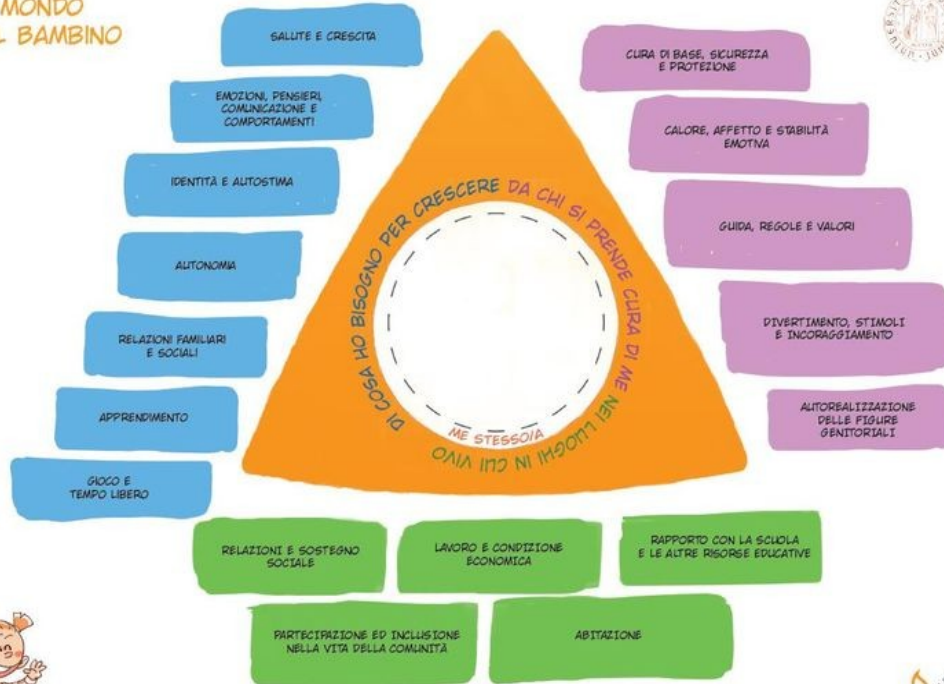 MONDO
L BAMBINO
SALUTE E CRESCITA
EMOZIONI, PENSIERI,
COMUNICAZIONE E
COMPORTAMENTI
IDENTITÀ E AUTOSTIMA
AUTONOMIA
RELAZIONI FAMILIARI
E SOCIALI
APPRENDIMENTO
GIOCO E
TEMPO LIBERO
DI COSA HO BISOGNO PER CRESCERE
DA CHI SI PRENDE CURA DI ME
NEI LUOGHI IN CUI VIVO
ME STESSO/A
CURA DI BASE, SICUREZZA
E PROTEZIONE
CALORE, AFFETTO E STABILITÀ
EMOTIVA
GUIDA, REGOLE E VALORI
DIVERTIMENTO, STIMOLI
E INCORAGGIAMENTO
AUTOREALIZZAZIONE
DELLE FIGURE
GENITORIALI
RELAZIONI E SOSTEGNO
SOCIALE
LAVORO E CONDIZIONE
ECONOMICA
RAPPORTO CON LA SCUOLA
E LE ALTRE RISORSE EDUCATIVE
PARTECIPAZIONE ED INCLUSIONE
NELLA VITA DELLA COMUNITÀ
ABITAZIONE